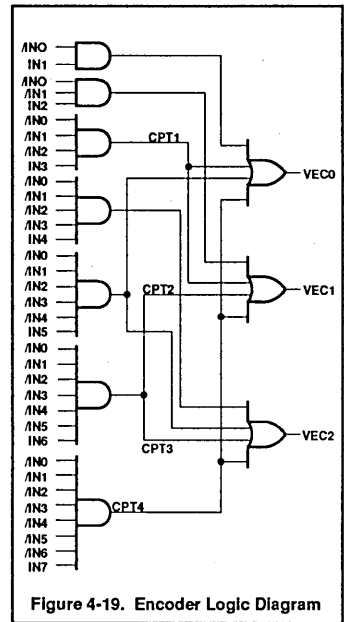 /INO
IN1
/INO
/IN1
IN2
/IN0
/IN1
/IN2
IN3
/IN0
/IN1
/IN2
/IN3
IN4
/IN0
/IN1
/IN2
/IN3
/IN4
IN5
/IN0
/IN1
/IN2
/IN3
/IN4
/IN5
IN6
/IN0
/IN1
/IN2
/IN3
/IN4
/IN5
/IN6
IN7
CPT1
CPT2
CPT3
CPT4
VEC0
VEC1
VEC2
Figure 4-19. Encoder Logic Diagram